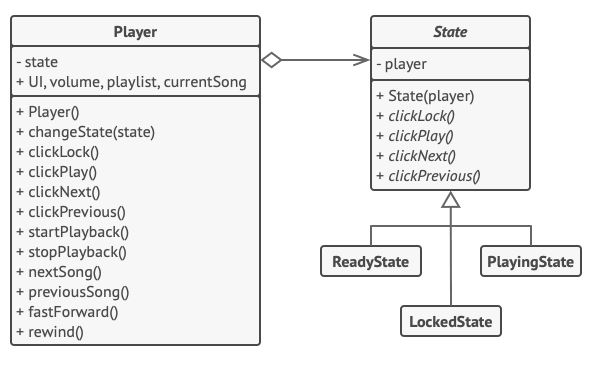 Player
- state
+ UI, volume, playlist, currentSong
+ Player()
+ changeState(state)
+ clickLock()
+ clickPlay()
+ clickNext()
+ clickPrevious()
+ startPlayback()
+ stopPlayback()
+ nextSong()
+ previousSong()
+ fastForward()
+ rewind()
State
- player
+ State(player)
+ clickLock()
+ clickPlay()
+ clickNext()
+ clickPrevious()
ReadyState
PlayingState
LockedState